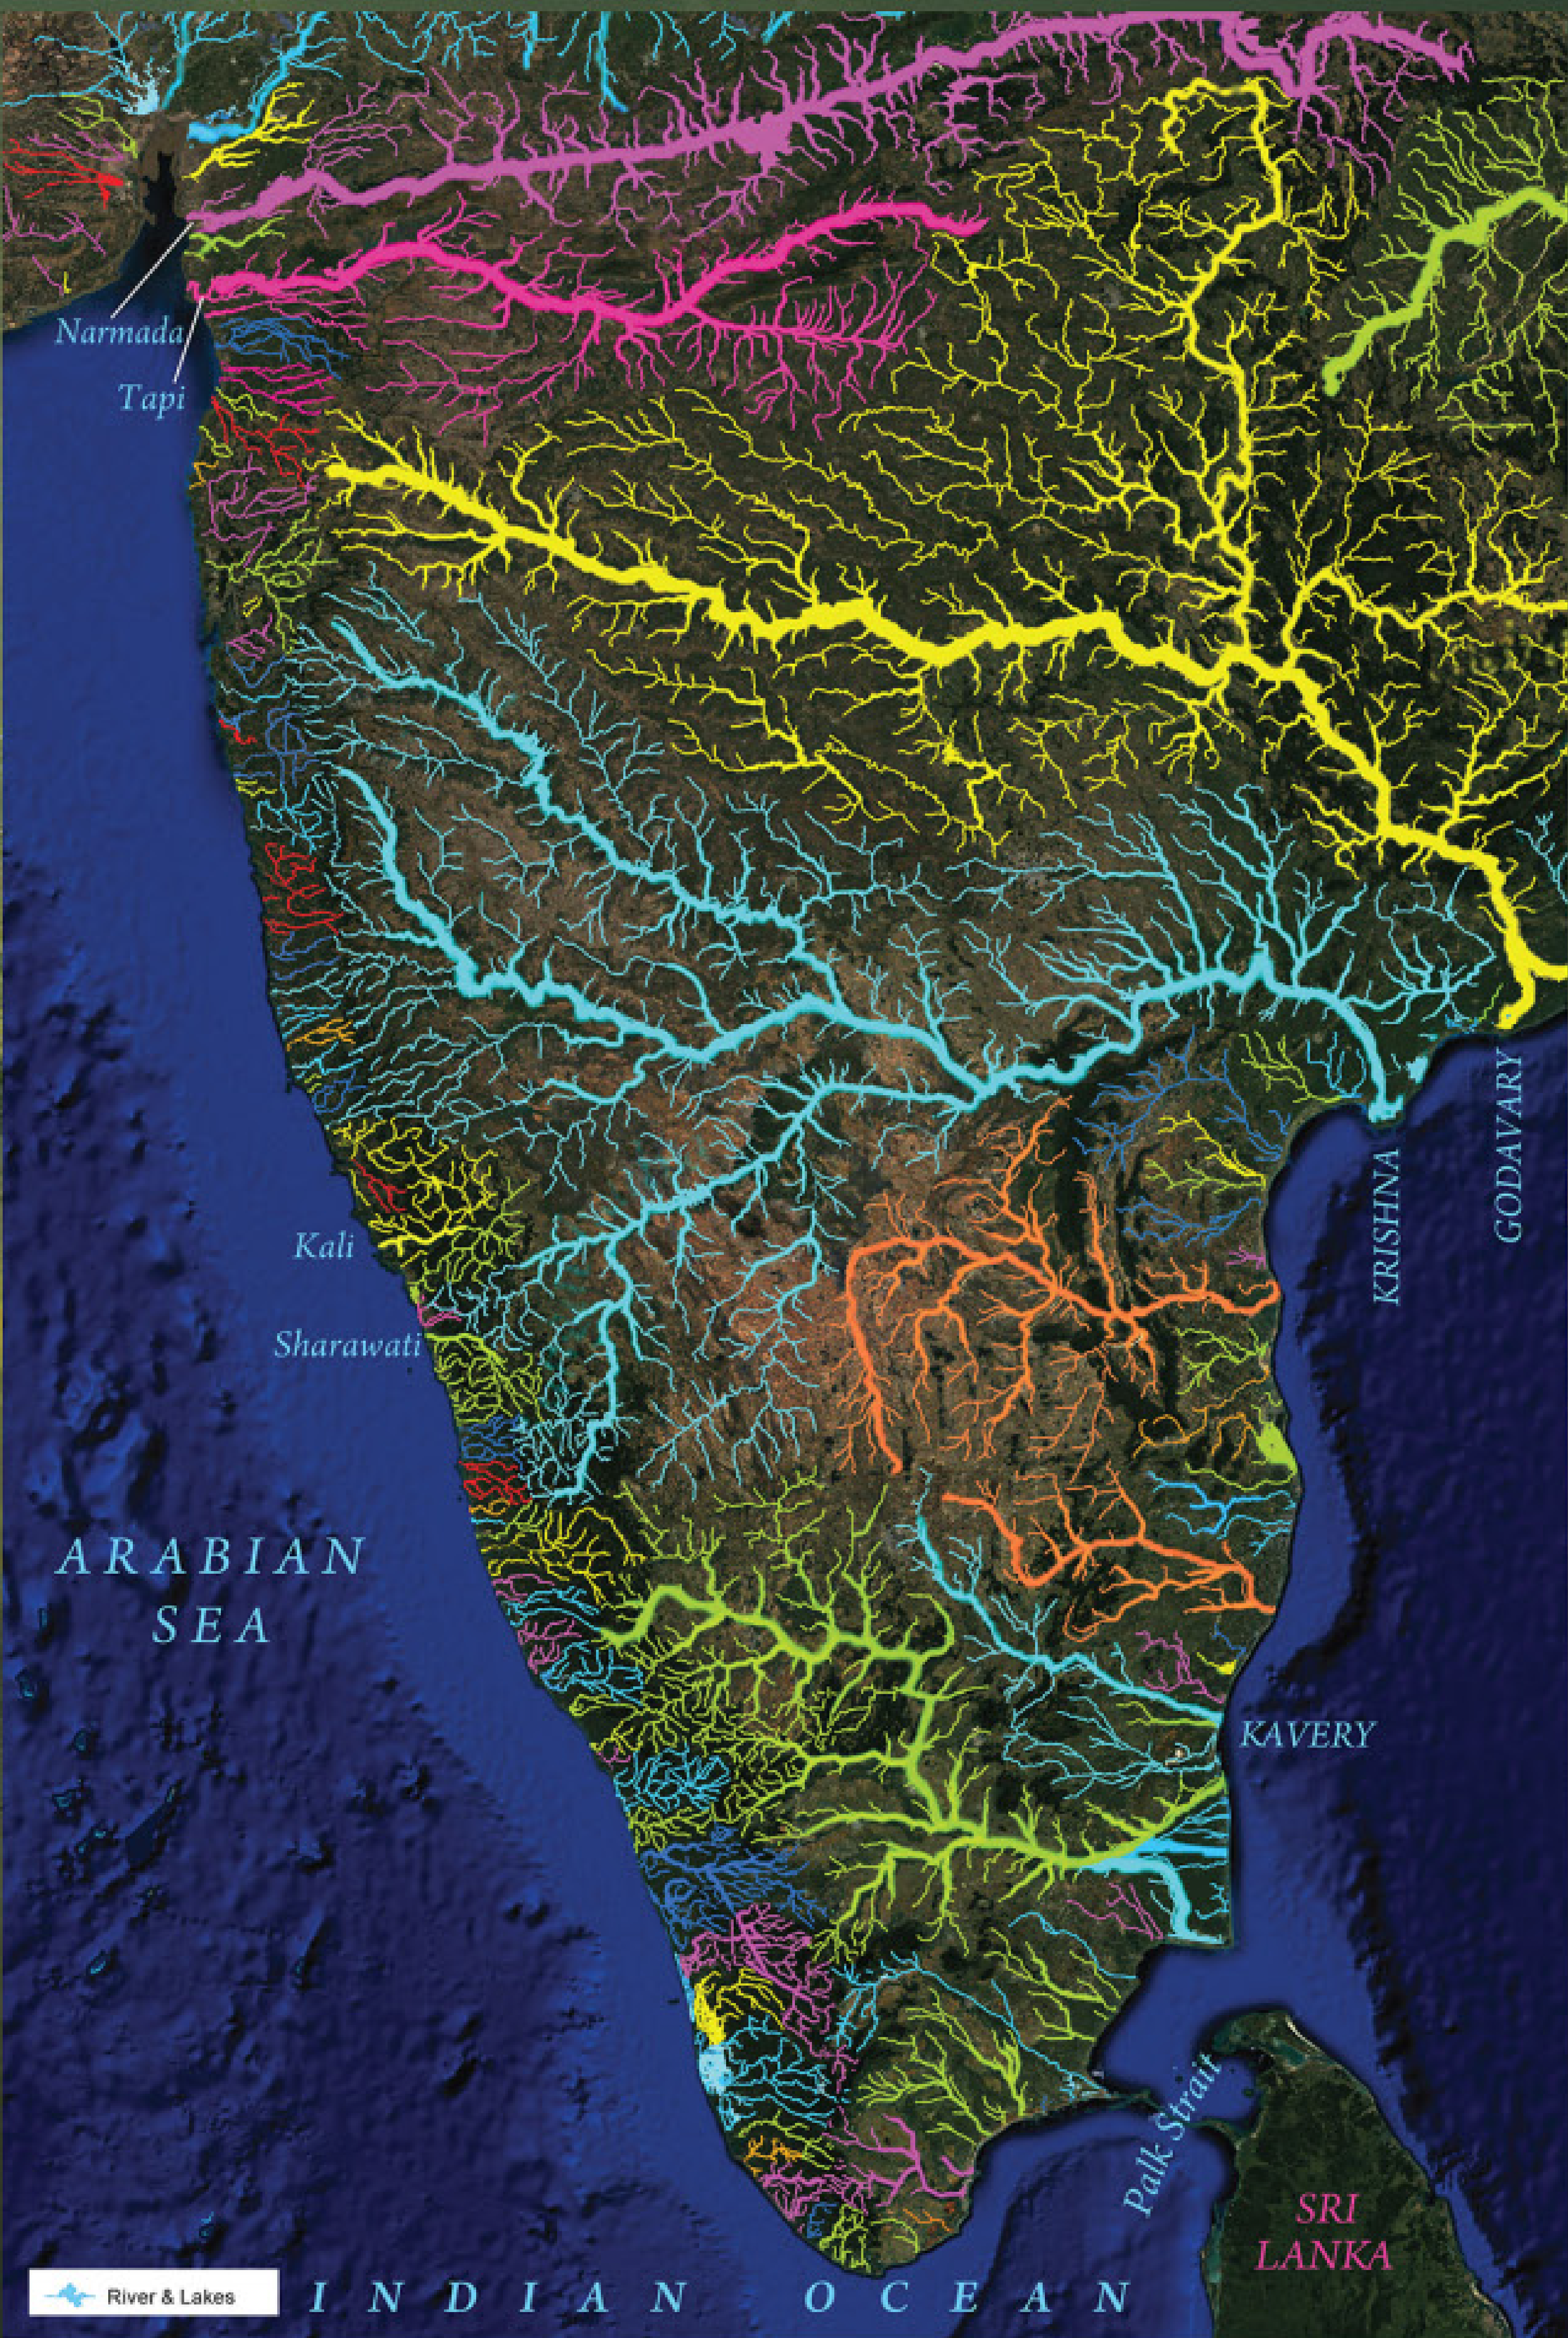 Narmada
Tapi
GODAVARY
KRISHNA
Kali
Sharawati
ARABIAN
SEA
KAVERY
Palk Strait
SRI
LANKA
River & Lakes
INDIAN OCEAN